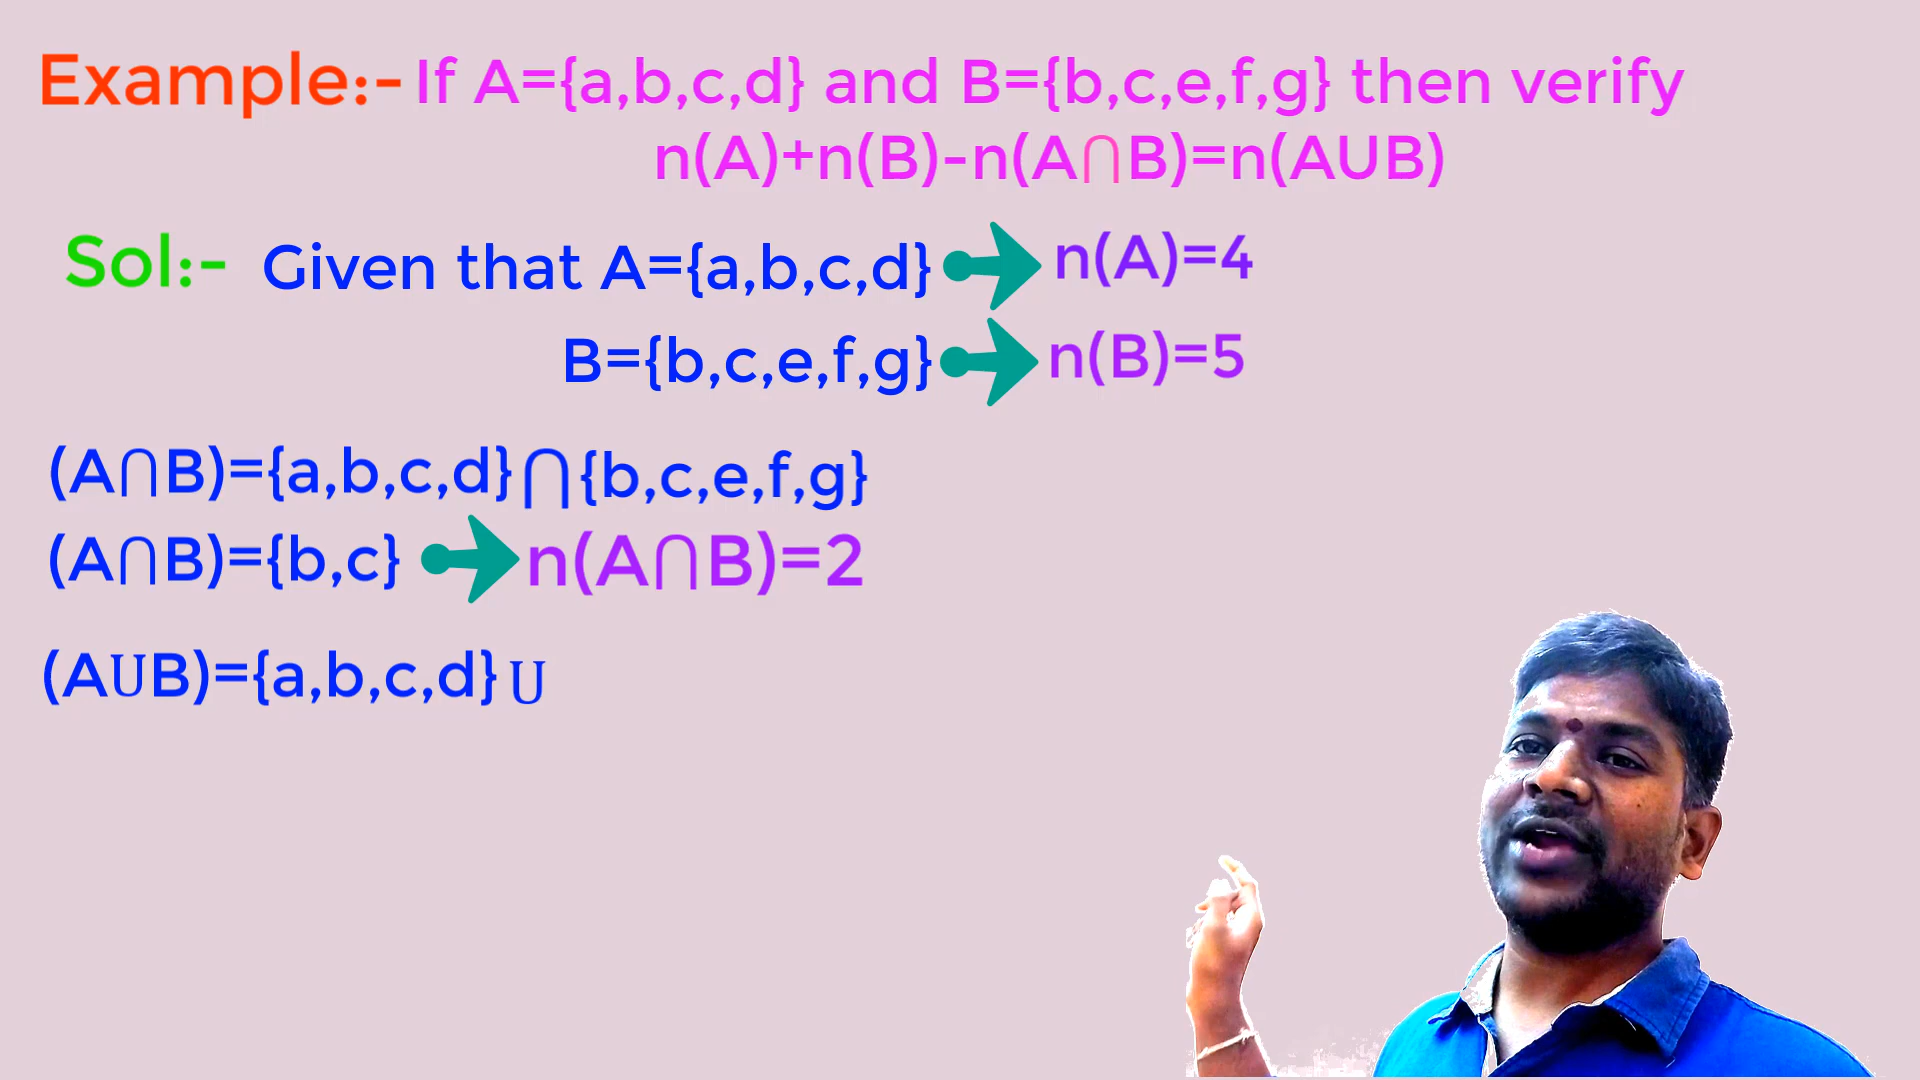 Example:- If A={a,b,c,d} and B={b,c,e,f,g} then verify
n(A)+n(B)-n(A⋂B)=n(AUB)
Sol:- Given that A={a,b,c,d} n(A)=4
B={b,c,e,f,g} n(B)=5
(A⋂B)={a,b,c,d}⋂{b,c,e,f,g}
(A⋂B)={b,c} n(A⋂B)=2
(AUB)={a,b,c,d} U